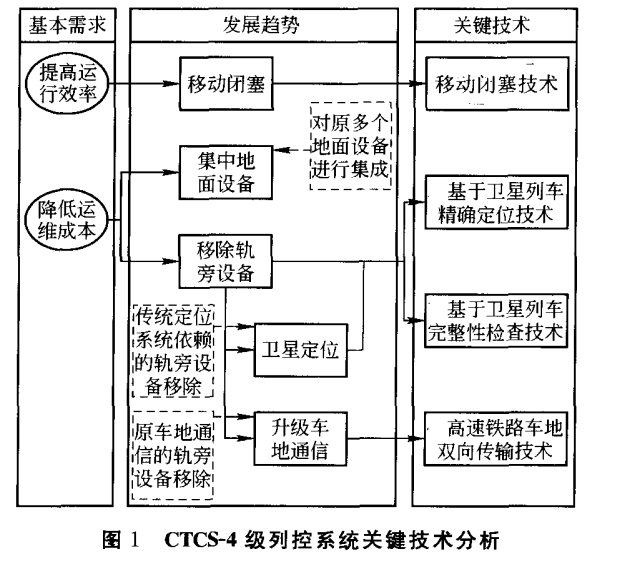 基本需求
发展趋势
关键技术
提高运
行效率
移动闭塞
移动闭塞技术
对原多个
地面设备
进行集成
集中地
面设备
基于卫星列车
精确定位技术
降低运
维成本
移除轨
旁设备
传统定位
系统依赖
的轨旁设
备移除
卫星定位
基于卫星列车
完整性检查技术
原车地通
信的轨旁
设备移除
升级车
地通信
高速铁路车地
双向传输技术
图 1 CTCS-4 级列控系统关键技术分析